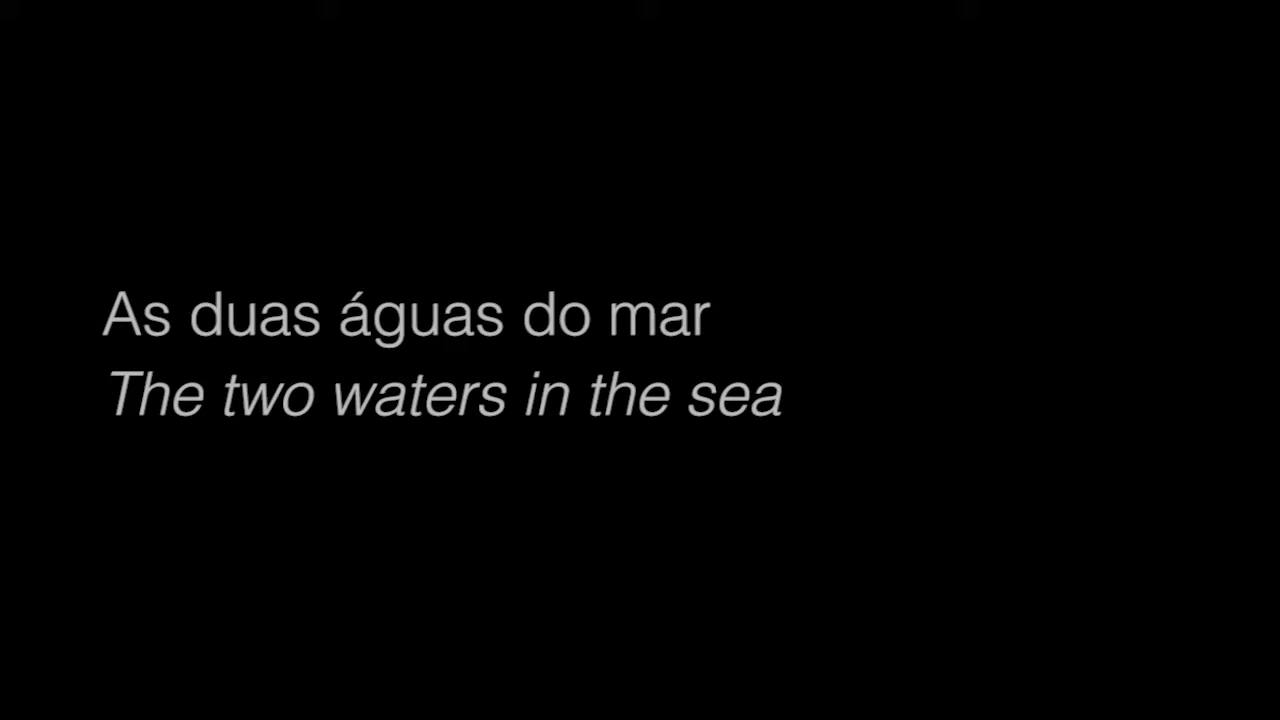 As duas águas do mar
The two waters in the sea